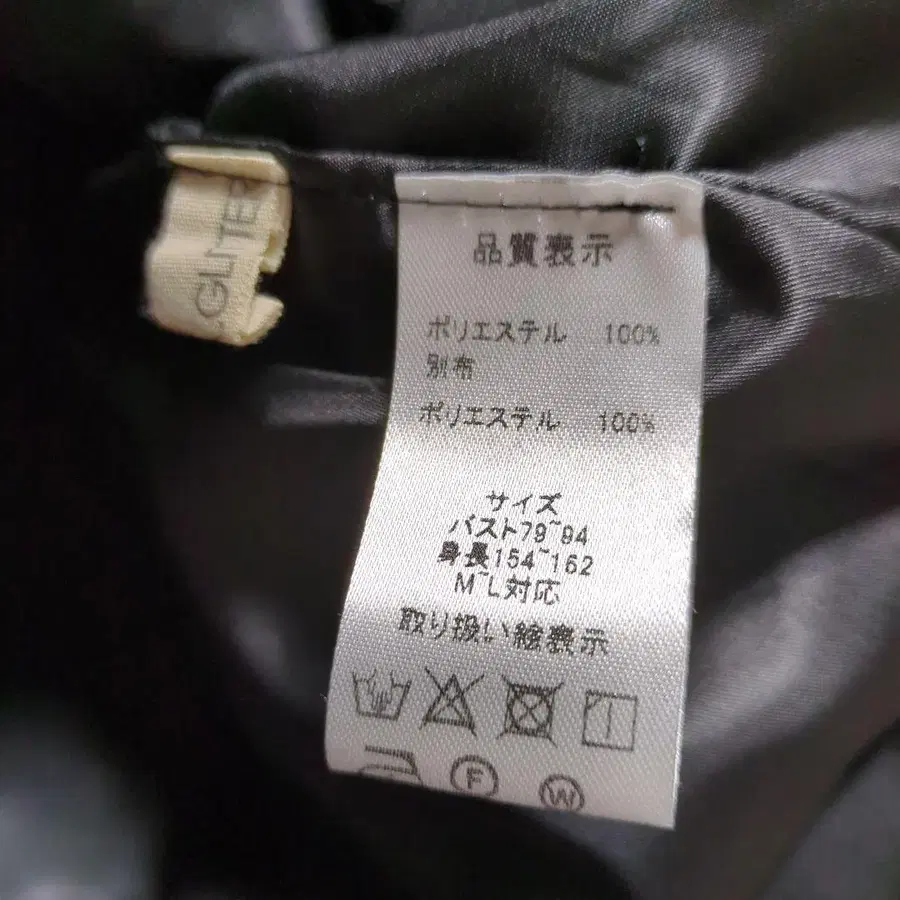 .GLITER
品質表示
ポリエステル 100%
別布
ポリエステル 100%
サイズ
バスト79~94
身長154~162
M~L対応
取り扱い絵表示
F
W